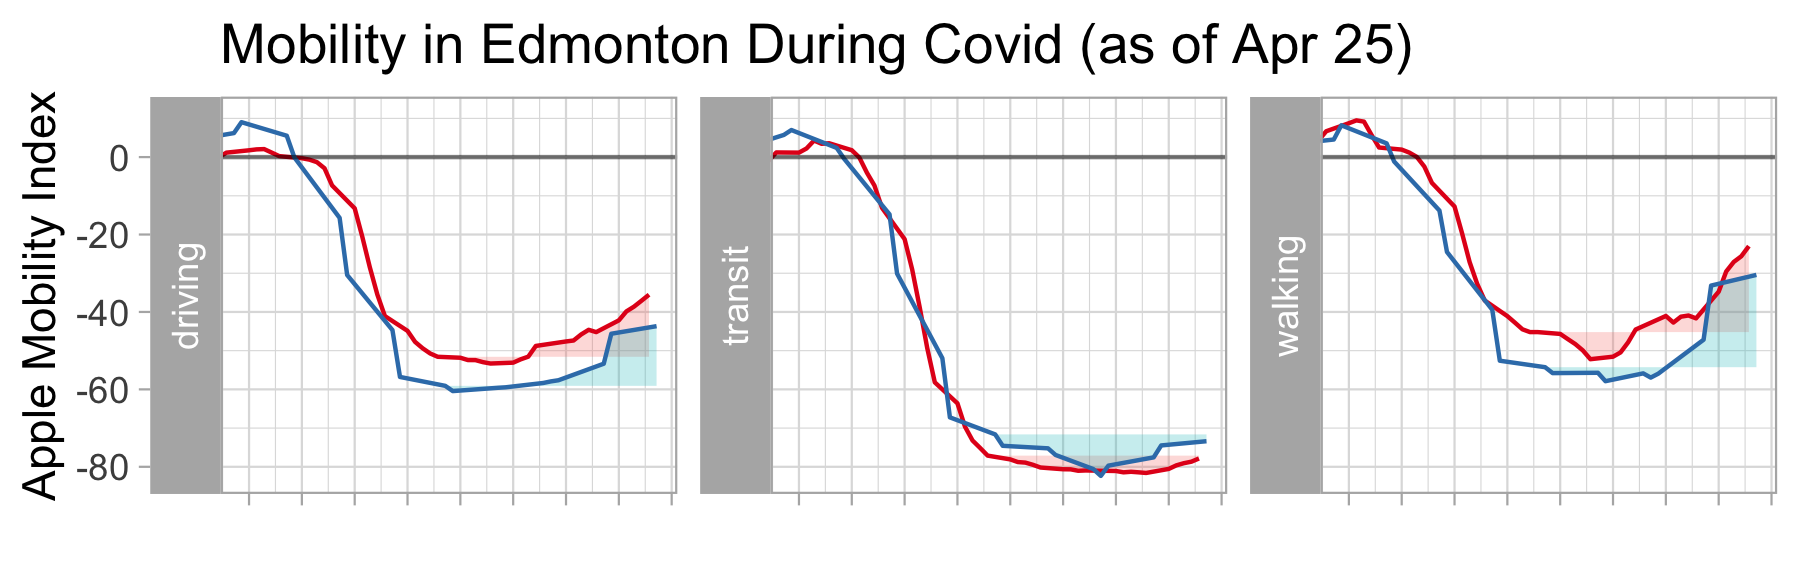 Mobility in Edmonton During Covid (as of Apr 25)
Apple Mobility Index
0
-20
-40
-60
-80
driving
transit
walking